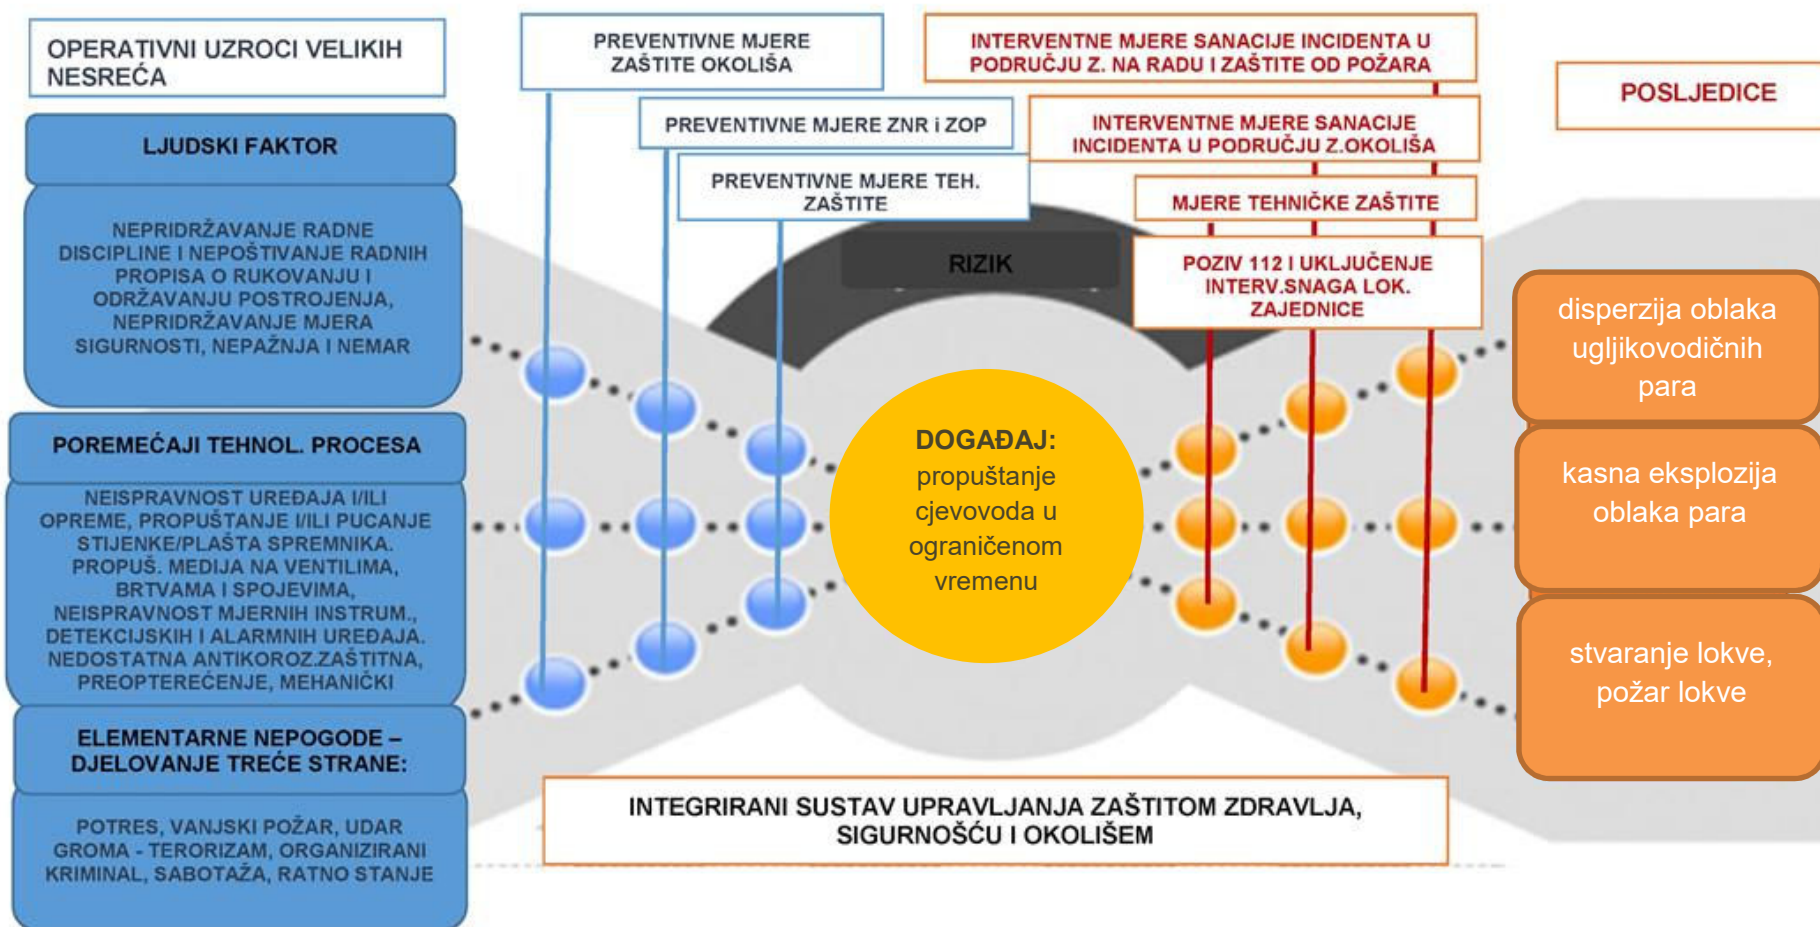 OPERATIVNI UZROCI VELIKIH
NESREĆA
LJUDSKI FAKTOR
NEPRIDRŽAVANJE RADNE
DISCIPLINE I NEPOŠTIVANJE RADNIH
PROPISA O RUKOVANJU I
ODRŽAVANJU POSTROJENJA,
NEPRIDRŽAVANJE MJERA
SIGURNOSTI, NEPAŽNJA I NEMAR
POREMEĆAJI TEHNOL. PROCESA
NEISPRAVNOST UREĐAJA I/ILI
OPREME, PROPUŠTANJE I/ILI PUCANJE
STIJENKE/PLAŠTA SPREMNIKA.
PROPUŠ. MEDIJA NA VENTILIMA,
BRTVAMA I SPOJEVIMA,
NEISPRAVNOST MJERNIH INSTRUM.,
DETEKCIJSKIH I ALARMNIH UREĐAJA.
NEDOSTATNA ANTIKOROZ.ZAŠTITNA,
PREOPTEREĆENJE, MEHANIČKI
ELEMENTARNE NEPOGODE –
DJELOVANJE TREĆE STRANE:
POTRES, VANJSKI POŽAR, UDAR
GROMA - TERORIZAM, ORGANIZIRANI
KRIMINAL, SABOTAŽA, RATNO STANJE
PREVENTIVNE MJERE
ZAŠTITE OKOLIŠA
PREVENTIVNE MJERE ZNR i ZOP
PREVENTIVNE MJERE TEH.
ZAŠTITE
RIZIK
DOGAĐAJ:
propuštanje
cjevovoda u
ograničenom
vremenu
INTERVENTNE MJERE SANACIJE INCIDENTA U
PODRUČJU Z. NA RADU I ZAŠTITE OD POŽARA
INTERVENTNE MJERE SANACIJE
INCIDENTA U PODRUČJU Z.OKOLIŠA
MJERE TEHNIČKE ZAŠTITE
POZIV 112 I UKLJUČENJE
INTERV.SNAGA LOK.
ZAJEDNICE
POSLJEDICE
disperzija oblaka
ugljikovodičnih
para
kasna eksplozija
oblaka para
stvaranje lokve,
požar lokve
INTEGRIRANI SUSTAV UPRAVLJANJA ZAŠTITOM ZDRAVLJA,
SIGURNOŠĆU I OKOLIŠEM